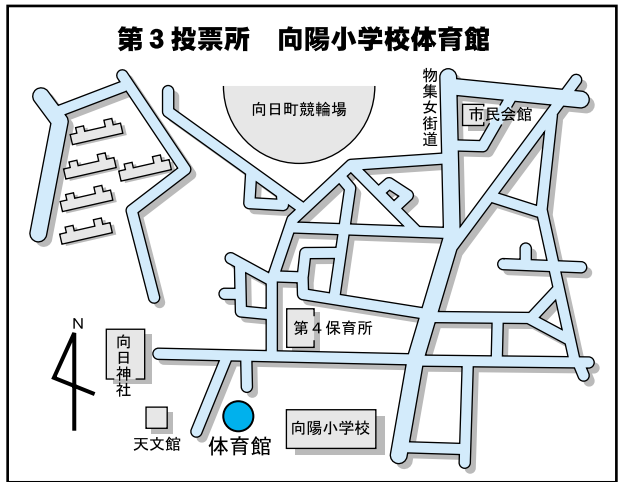 第3投票所　向陽小学校体育館
向日町競輪場
物集女街道
市民会館
第4保育所
N
向日神社
天文館
体育館
向陽小学校